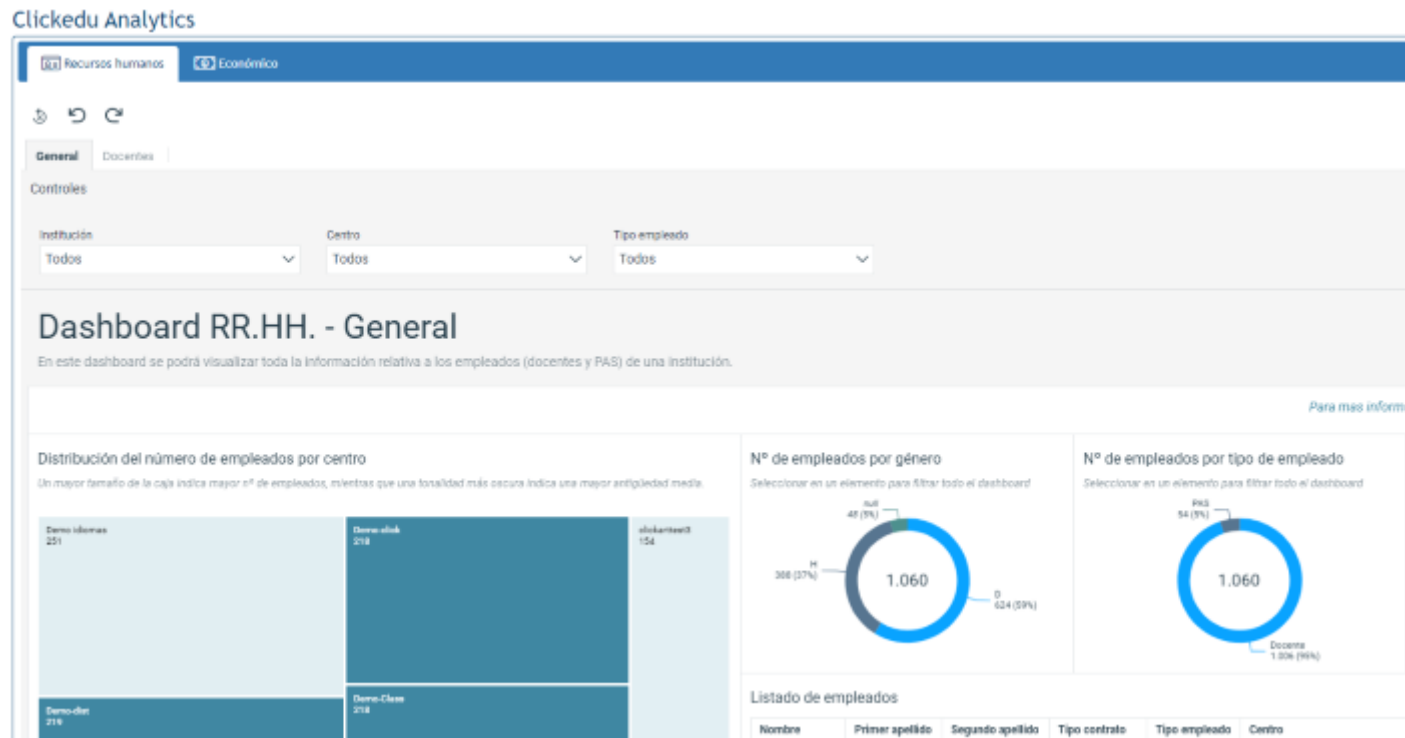 Clickedu Analytics
Recursos humanos
Económico
General
Docentes
Controles
Institución
Todos
Centro
Todos
Tipo empleado
Todos
Dashboard RR.HH. - General
En este dashboard se podrá visualizar toda la información relativa a los empleados (docentes y PAS) de una institución.
Para mas inform
Distribución del número de empleados por centro
Un mayor tamaño de la caja indica mayor nº de empleados, mientras que una tonalidad más oscura indica una mayor antigüedad media.
Demo idiomas
251
Demo-click
218
clickartest3
154
Demo-dist
219
Demo-Class
218
Nº de empleados por género
Seleccionar en un elemento para filtrar todo el dashboard
null
48 (5%)
H
388 (37%)
1.060
D
624 (59%)
Nº de empleados por tipo de empleado
Seleccionar en un elemento para filtrar todo el dashboard
PAS
54 (5%)
1.060
Docente
1.006 (95%)
Listado de empleados
Nombre
Primer apellido
Segundo apellido
Tipo contrato
Tipo empleado
Centro